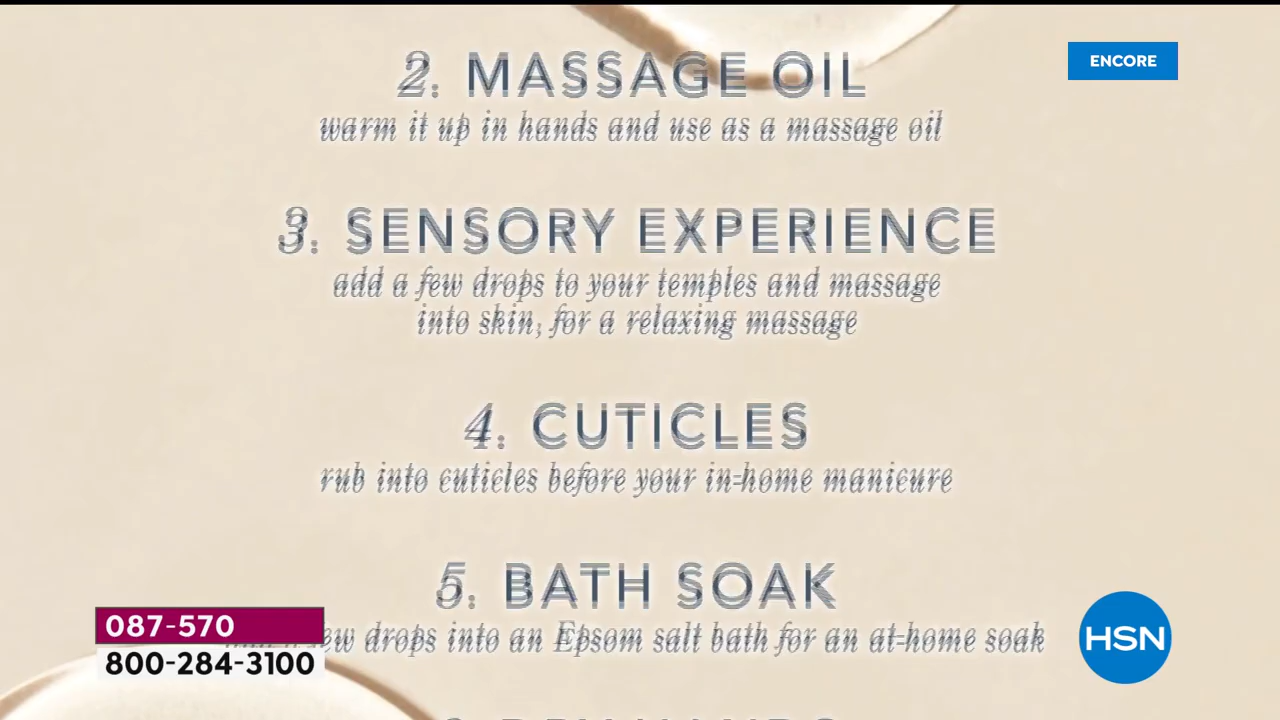 ENCORE
2. MASSAGE OIL
warm it up in hands and use as a massage oil
3. SENSORY EXPERIENCE
add a few drops to your temples and massage
into skin, for a relaxing massage
4. CUTICLES
rub into cuticles before your in-home manicure
5. BATH SOAK
drops into an Epsom salt bath for an at-home soak
087-570
800-284-3100
HSN